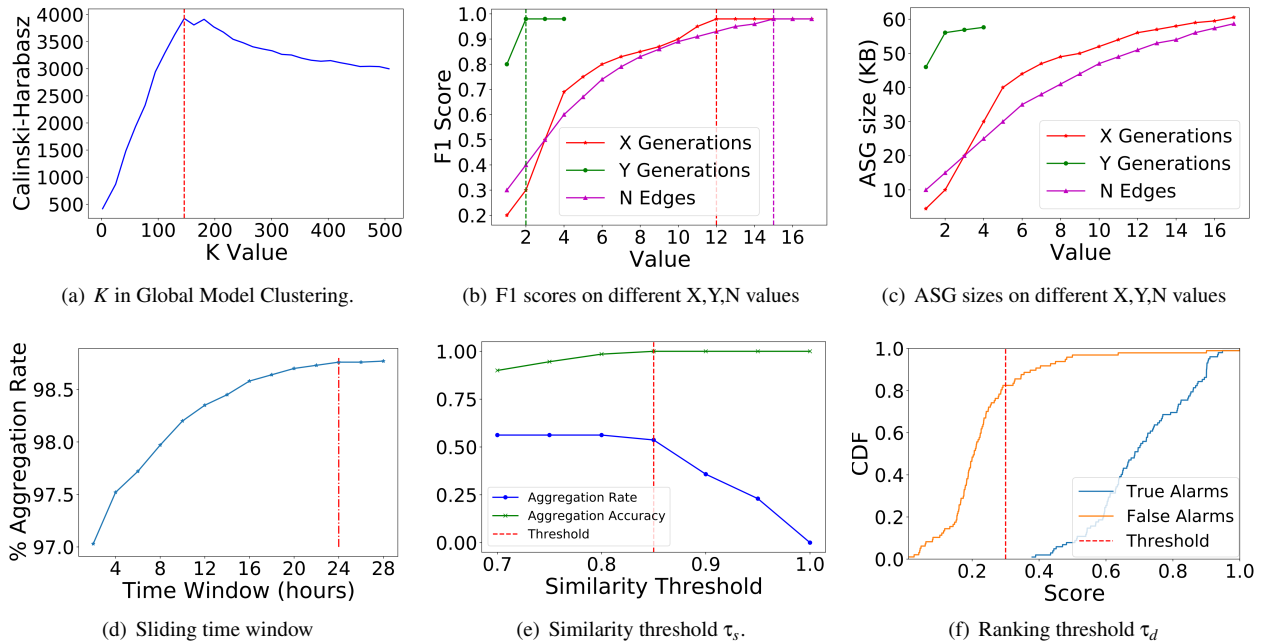 Calinski-Harabasz
4000
3500
3000
2500
2000
1500
1000
500
0 100 200 300 400 500
K Value
(a) K in Global Model Clustering.
F1 Score
1.0
0.9
0.8
0.7
0.6
0.5
0.4
0.3
0.2
X Generations
Y Generations
N Edges
2 4 6 8 10 12 14 16
Value
(b) F1 scores on different X,Y,N values
ASG size (KB)
60
50
40
30
20
10
X Generations
Y Generations
N Edges
2 4 6 8 10 12 14 16
Value
(c) ASG sizes on different X,Y,N values
% Aggregation Rate
98.5
98.0
97.5
97.0
4 8 12 16 20 24 28
Time Window (hours)
(d) Sliding time window
1.00
0.75
0.50
0.25
0.00
Aggregation Rate
Aggregation Accuracy
Threshold
0.7 0.8 0.9 1.0
Similarity Threshold
(e) Similarity threshold τs.
CDF
1.0
0.8
0.6
0.4
0.2
0.0
True Alarms
False Alarms
Threshold
0.2 0.4 0.6 0.8 1.0
Score
(f) Ranking threshold τd